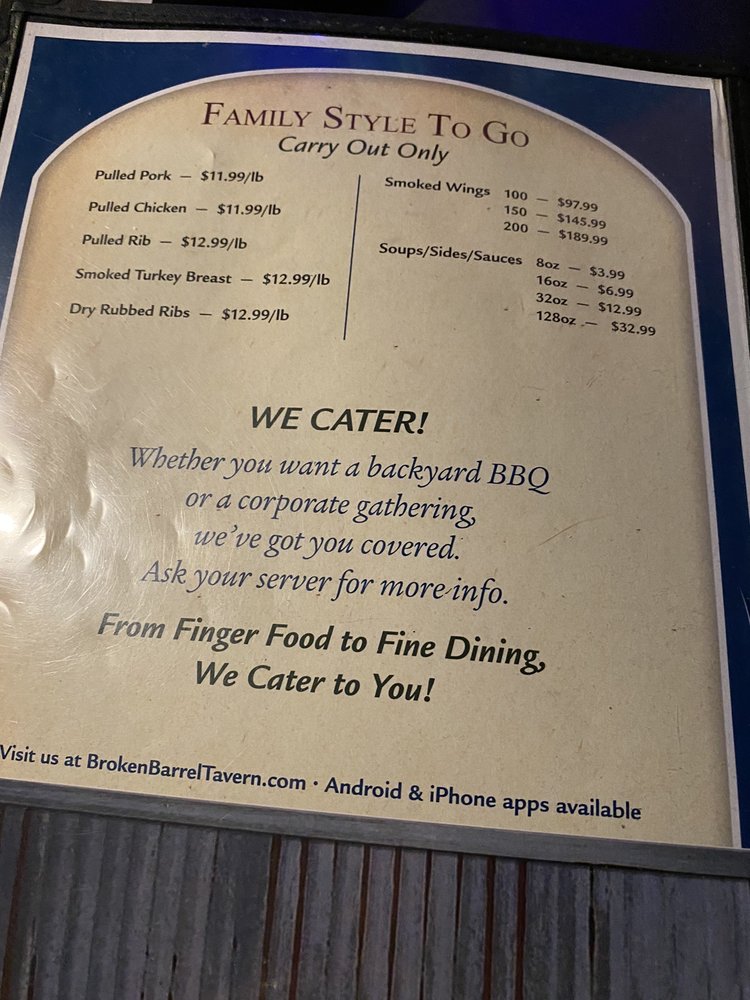 FAMILY STYLE TO GO
Carry Out Only
Pulled Pork — $11.99/lb
Pulled Chicken — $11.99/lb
Pulled Rib — $12.99/lb
Smoked Turkey Breast — $12.99/lb
Dry Rubbed Ribs — $12.99/lb
Smoked Wings 100 — $97.99
150 — $145.99
200 — $189.99
Soups/Sides/Sauces 8oz — $3.99
16oz — $6.99
32oz — $12.99
128oz — $32.99
WE CATER!
Whether you want a backyard BBQ
or a corporate gathering,
we've got you covered.
Ask your server for more info.
From Finger Food to Fine Dining,
We Cater to You!
Visit us at BrokenBarrelTavern.com · Android & iPhone apps available